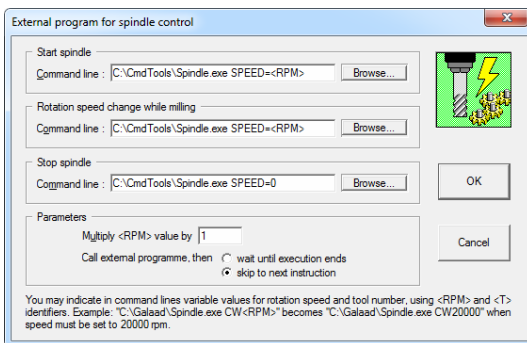 External program for spindle control
Start spindle
Command line : C:\CmdTools\Spindle.exe SPEED=<RPM> Browse...
Rotation speed change while milling
Command line : C:\CmdTools\Spindle.exe SPEED=<RPM> Browse...
Stop spindle
Command line : C:\CmdTools\Spindle.exe SPEED=0 Browse...
OK
Parameters
Multiply <RPM> value by 1
Call external programme, then wait until execution ends
skip to next instruction
Cancel
You may indicate in command lines variable values for rotation speed and tool number, using <RPM> and <T>
identifiers. Example: "C:\Galaad\Spindle.exe CW<RPM>" becomes "C:\Galaad\Spindle.exe CW20000" when
speed must be set to 20000 rpm.